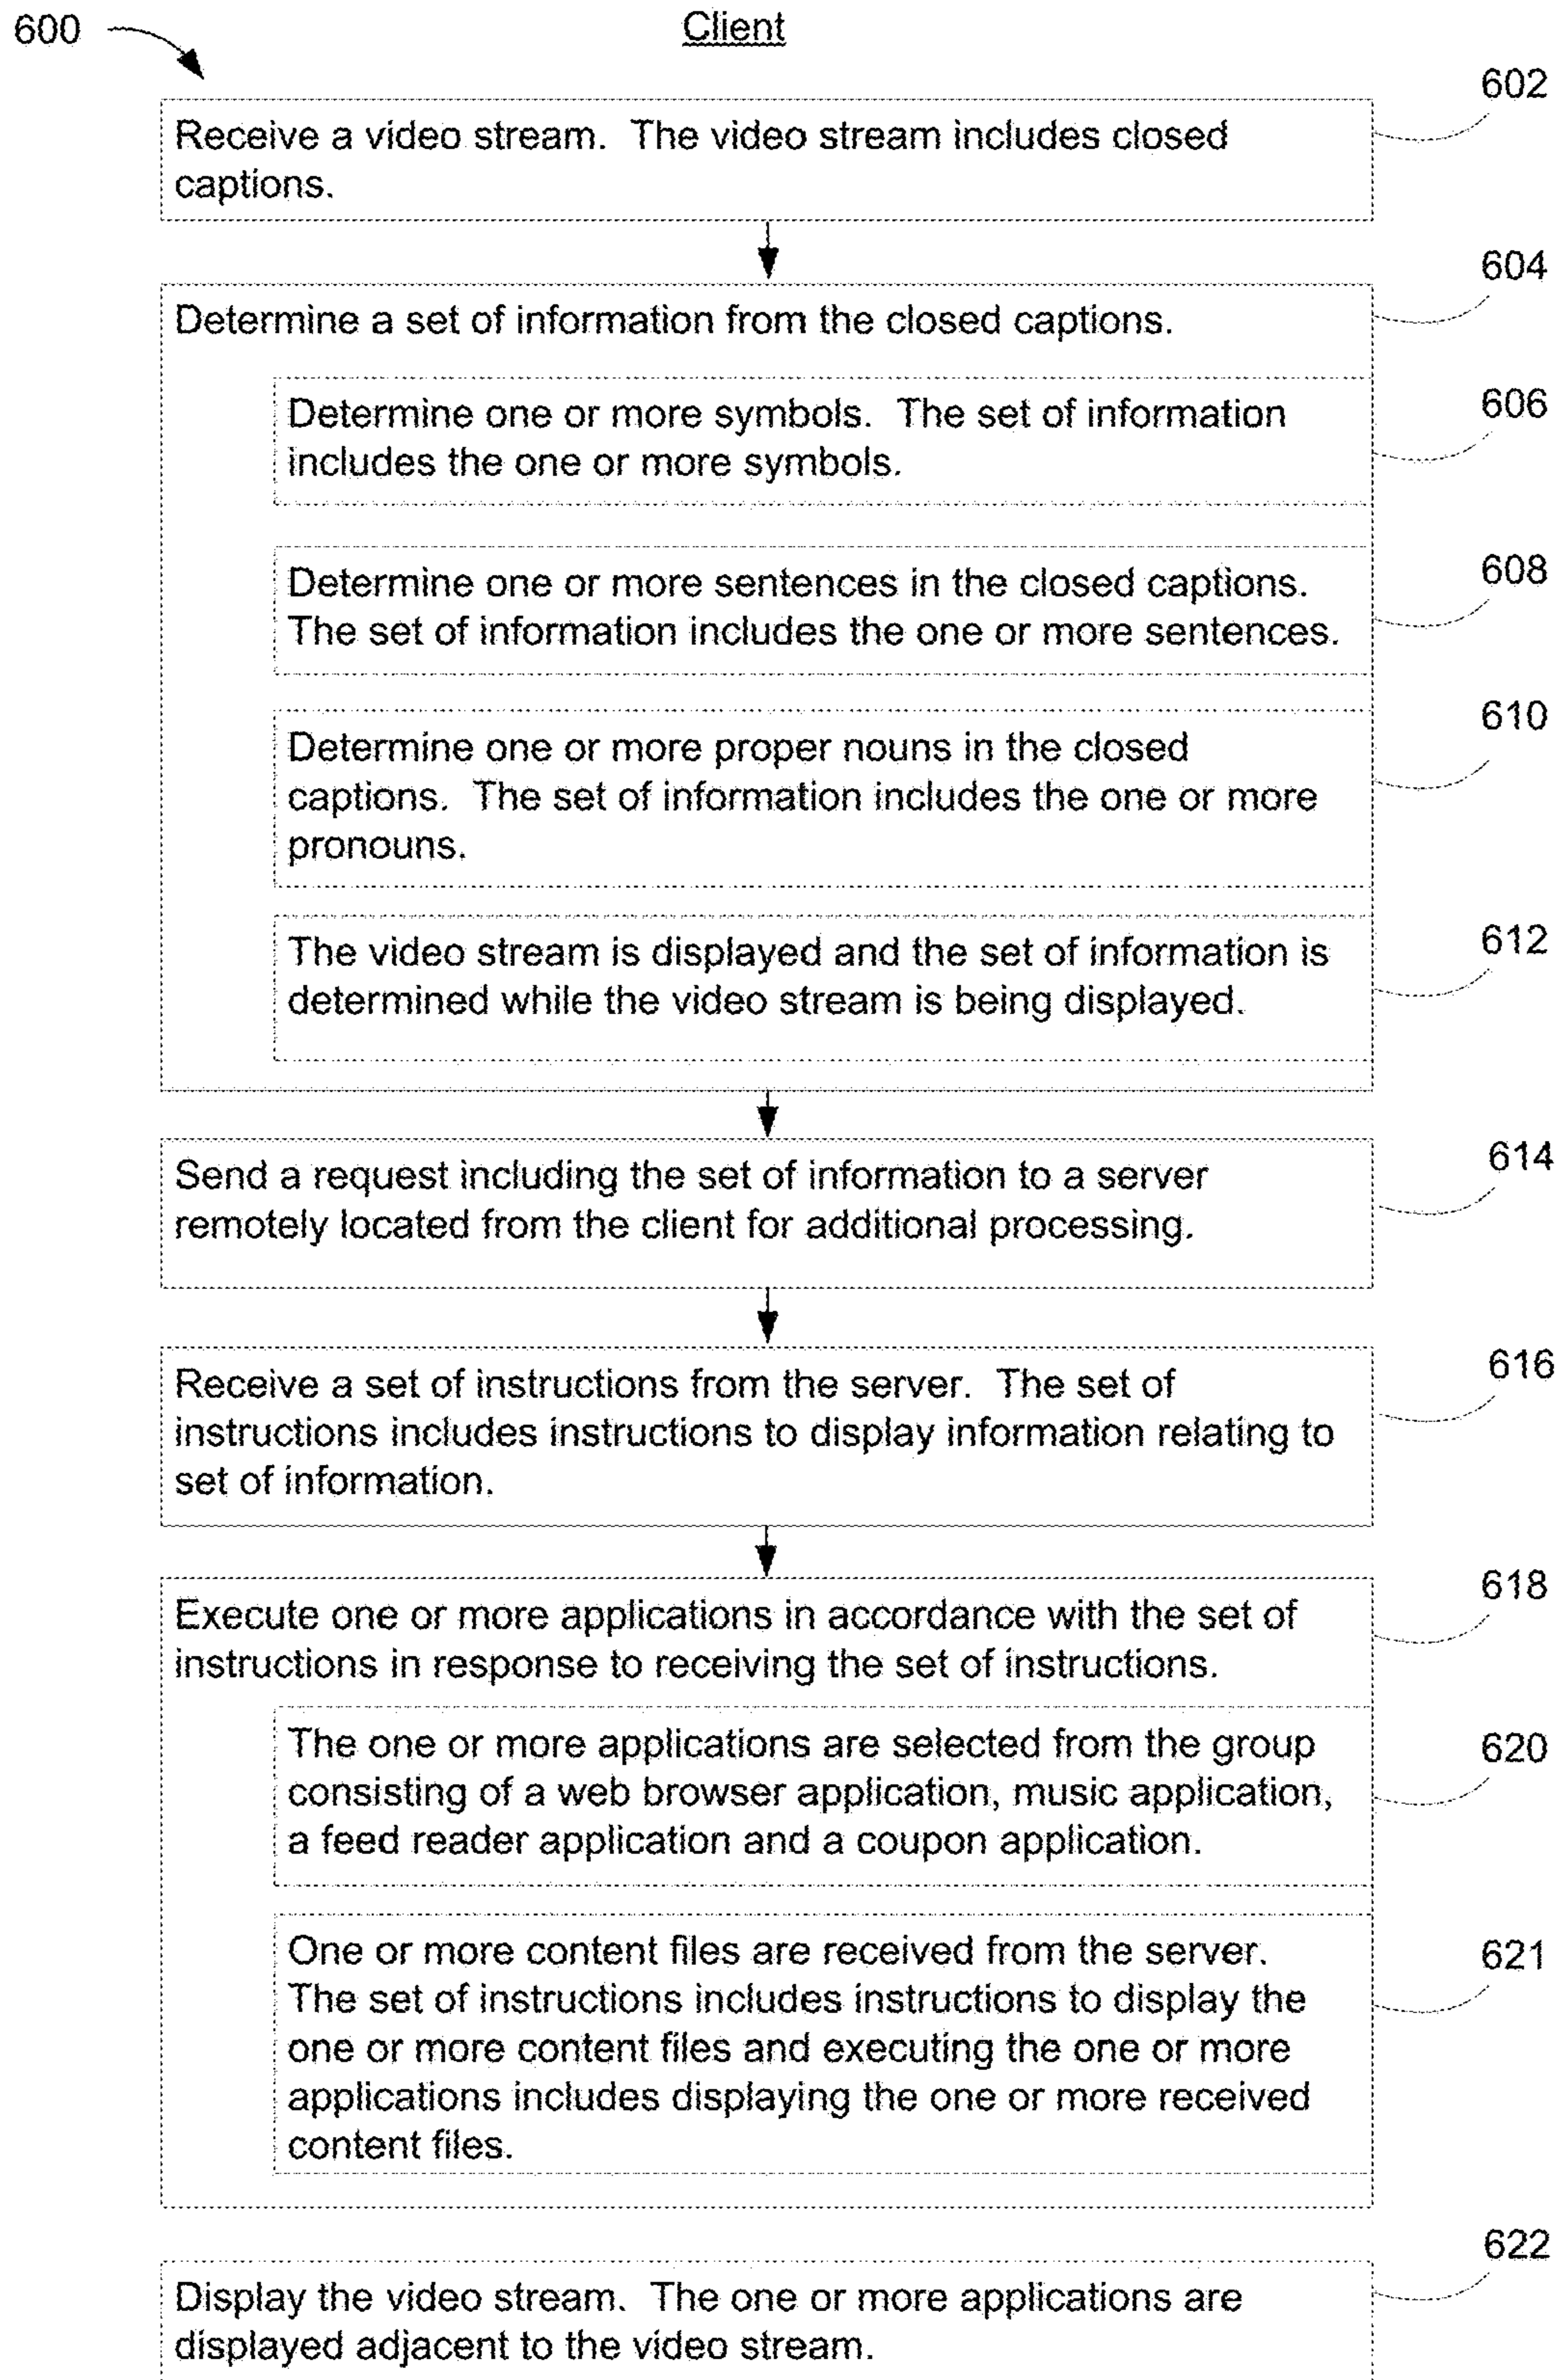 600
Client
602
Receive a video stream. The video stream includes closed
captions.
604
Determine a set of information from the closed captions.
606
Determine one or more symbols. The set of information
includes the one or more symbols.
608
Determine one or more sentences in the closed captions.
The set of information includes the one or more sentences.
610
Determine one or more proper nouns in the closed
captions. The set of information includes the one or more
pronouns.
612
The video stream is displayed and the set of information is
determined while the video stream is being displayed.
614
Send a request including the set of information to a server
remotely located from the client for additional processing.
616
Receive a set of instructions from the server. The set of
instructions includes instructions to display information relating to
set of information.
618
Execute one or more applications in accordance with the set of
instructions in response to receiving the set of instructions.
620
The one or more applications are selected from the group
consisting of a web browser application, music application,
a feed reader application and a coupon application.
621
One or more content files are received from the server.
The set of instructions includes instructions to display the
one or more content files and executing the one or more
applications includes displaying the one or more received
content files.
622
Display the video stream. The one or more applications are
displayed adjacent to the video stream.